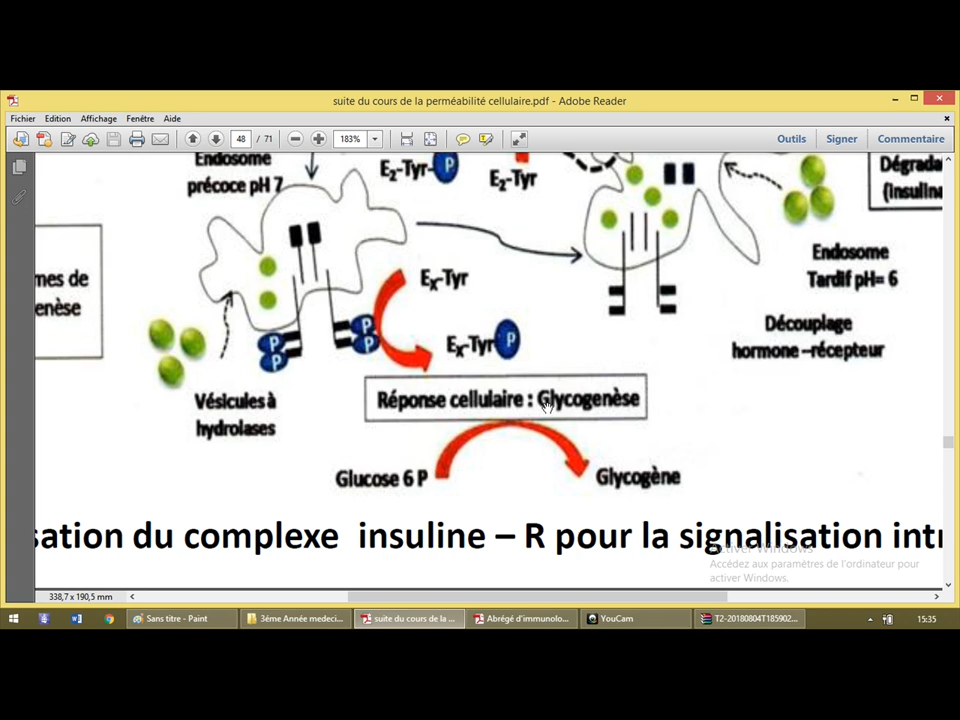 suite du cours de la perméabilité cellulaire.pdf - Adobe Reader
Fichier Edition Affichage Fenêtre Aide
48 / 71 183% Outils Signer Commentaire
Endosome
précoce pH 7
E2-Tyr- P
E2-Tyr
Dégrada
(insulin
mes de
enèse
Ex-Tyr
Endosome
Tardif pH= 6
P
P
P
P
Ex-Tyr P
Découplage
hormone –récepteur
Vésicules à
hydrolases
Réponse cellulaire : Glycogenèse
Glucose 6 P
Glycogène
sation du complexe insuline – R pour la signalisation int
Activer Windows
Accédez aux paramètres de l'ordinateur pour
activer Windows.
338,7 x 190,5 mm
Sans titre - Paint 3éme Année medeci... suite du cours de la ... Abrégé d'immunolo... YouCam T2-20180804T185902... 15:35